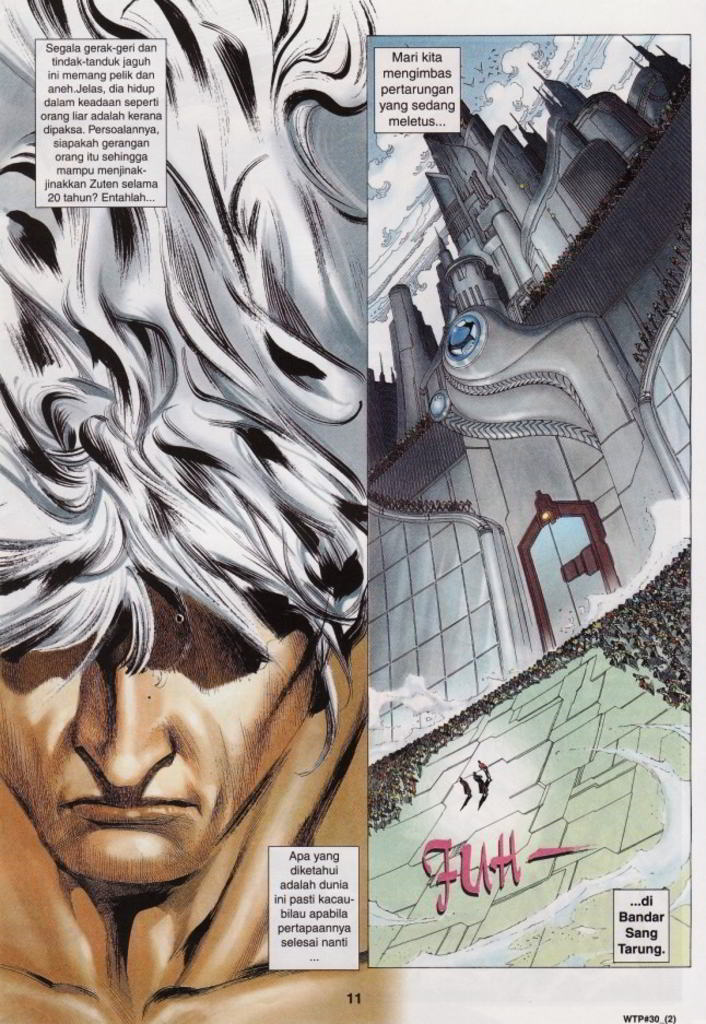 Segala gerak-geri dan
tindak-tanduk jaguh
ini memang pelik dan
aneh.Jelas, dia hidup
dalam keadaan seperti
orang liar adalah kerana
dipaksa. Persoalannya,
siapakah gerangan
orang itu sehingga
mampu menjinak-
jinakkan Zuten selama
20 tahun? Entahlah...
Mari kita
mengimbas
pertarungan
yang sedang
meletus...
Apa yang
diketahui
adalah dunia
ini pasti kacau-
bilau apabila
pertapaannya
selesai nanti
...
FUH–
...di
Bandar
Sang
Tarung.
11
WTP#30_(2)